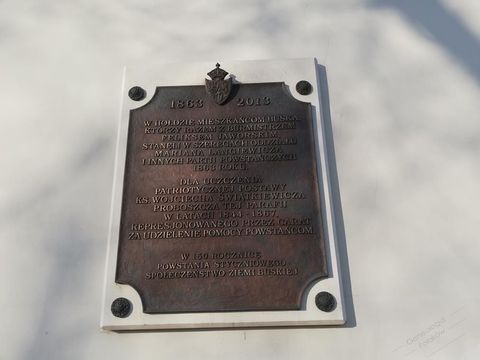 1863 2013
W HOŁDZIE MIESZKAŃCOM BUSKA,
KTÓRZY RAZEM Z BURMISTRZEM
FELIKSEM JAWORSKIM
STANĘLI W SZEREGACH ODDZIAŁU
MARIANA LANGIEWICZA
I INNYCH PARTII POWSTAŃCZYCH
1863 ROKU.
DLA UCZCZENIA
PATRIOTYCZNEJ POSTAWY
KS. WOJCIECHA ŚWIĄTKIEWICZA
PROBOSZCZA TEJ PARAFII
W LATACH 1844 - 1867,
REPRESJONOWANEGO PRZEZ CARAT
ZA UDZIELENIE POMOCY POWSTAŃCOM.
W 150 ROCZNICĘ
POWSTANIA STYCZNIOWEGO -
SPOŁECZEŃSTWO ZIEMI BUSKIEJ